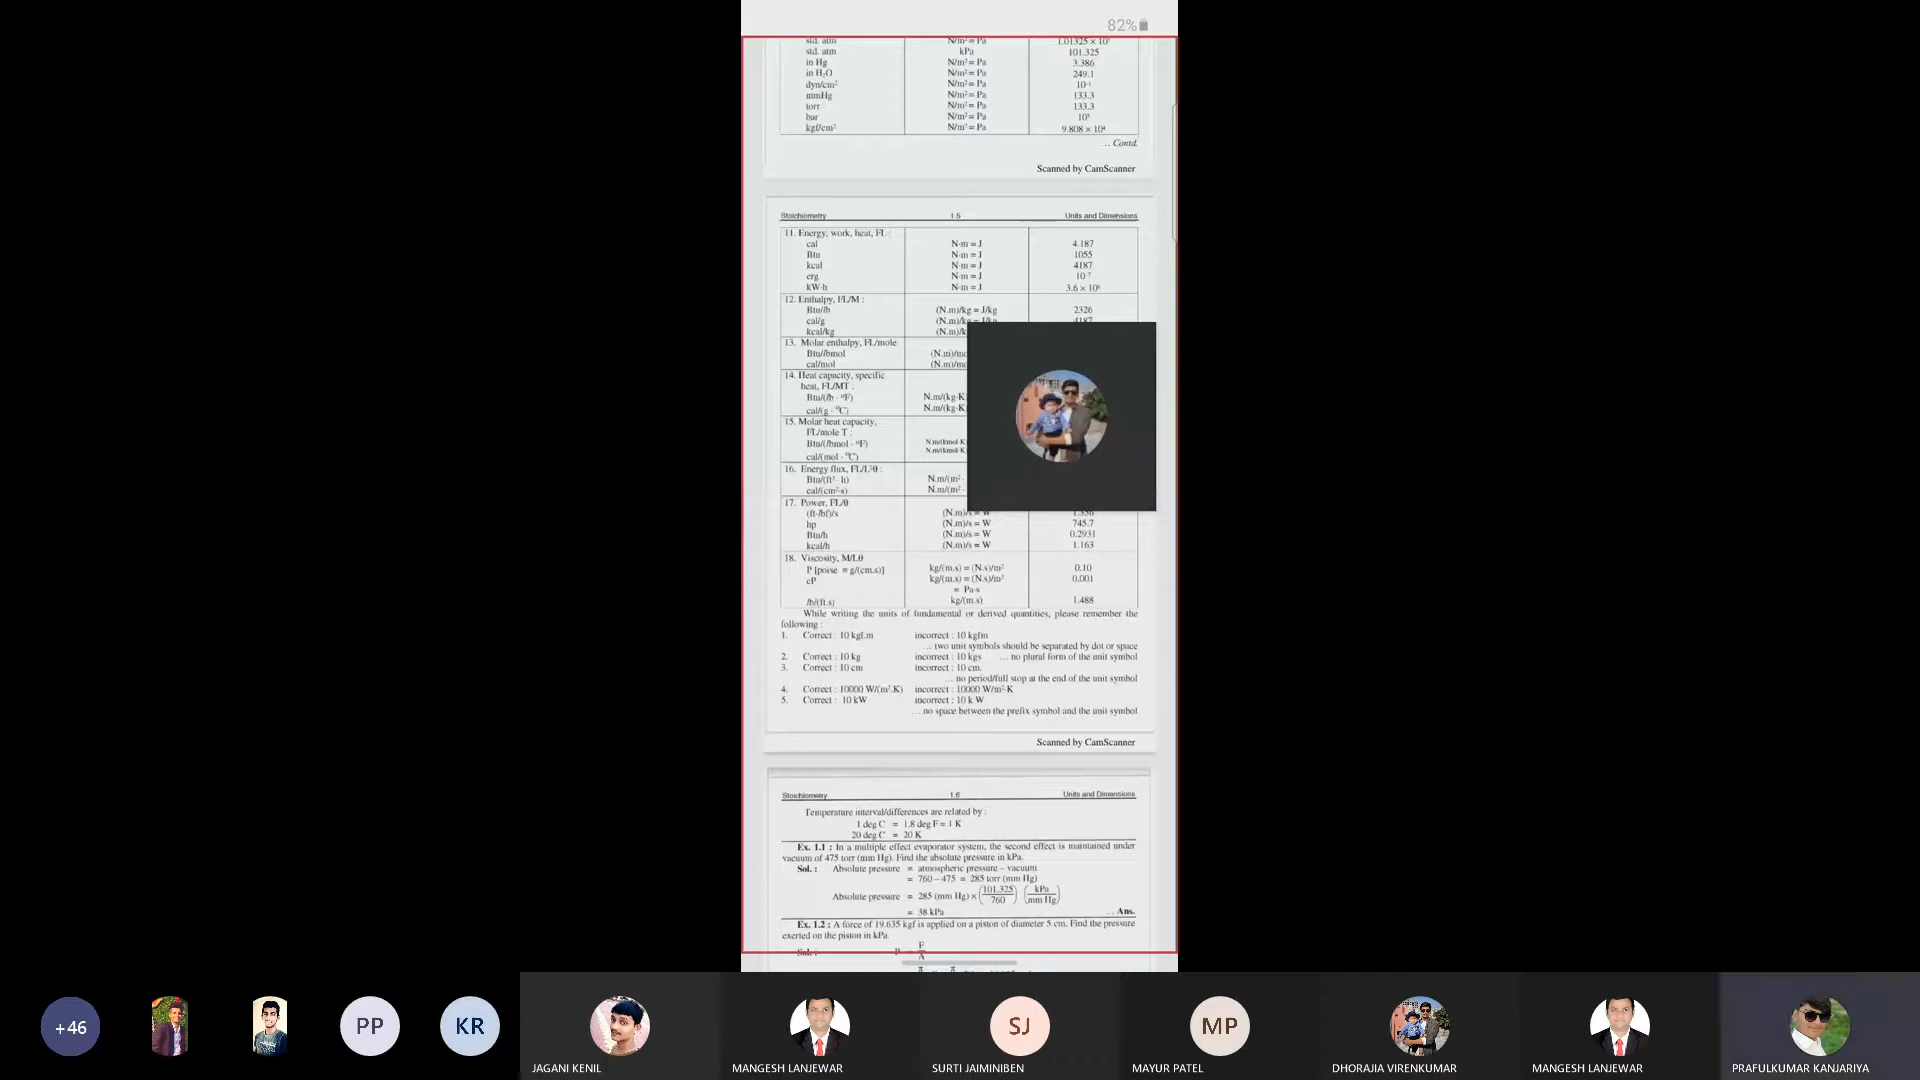 82%
std. atm N/m² = Pa 1.01325 × 10⁵
std. atm kPa 101.325
in Hg N/m² = Pa 3.386
in H₂O N/m² = Pa 249.1
dyn/cm² N/m² = Pa 10⁻¹
mmHg N/m² = Pa 133.3
torr N/m² = Pa 133.3
bar N/m² = Pa 10⁵
kgf/cm² N/m² = Pa 9.808 × 10⁴
... Contd.
Scanned by CamScanner
Stoichiometry 1.5 Units and Dimensions
11. Energy, work, heat, FL :
cal N·m = J 4.187
Btu N·m = J 1055
kcal N·m = J 4187
erg N·m = J 10⁻⁷
kW·h N·m = J 3.6 × 10⁶
12. Enthalpy, FL/M :
Btu/lb (N.m)/kg = J/kg 2326
cal/g (N.m)/kg = J/kg 4187
kcal/kg (N.m)/k
13. Molar enthalpy, FL/mole
Btu/lbmol (N.m)/mo
cal/mol (N.m)/mo
14. Heat capacity, specific
heat, FL/MT :
Btu/(lb · °F) N.m/(kg·K)
cal/(g · °C) N.m/(kg·K)
15. Molar heat capacity,
FL/mole T :
Btu/(lbmol · °F) N.m/(kmol·K)
cal/(mol · °C) N.m/(kmol·K)
16. Energy flux, FL/L²θ :
Btu/(ft² · h) N.m/(m² ·
cal/(cm²·s) N.m/(m² ·
17. Power, FL/θ
(ft·lbf)/s (N.m)/s = W 1.356
hp (N.m)/s = W 745.7
Btu/h (N.m)/s = W 0.2931
kcal/h (N.m)/s = W 1.163
18. Viscosity, M/Lθ
P [poise = g/(cm.s)] kg/(m.s) = (N.s)/m² 0.10
cP kg/(m.s) = (N.s)/m² 0.001
= Pa·s
lb/(ft.s) kg/(m.s) 1.488
While writing the units of fundamental or derived quantities, please remember the
following :
1. Correct : 10 kgf.m incorrect : 10 kgfm
... two unit symbols should be separated by dot or space
2. Correct : 10 kg incorrect : 10 kgs ... no plural form of the unit symbol
3. Correct : 10 cm incorrect : 10 cm.
... no period/full stop at the end of the unit symbol
4. Correct : 10000 W/(m².K) incorrect : 10000 W/m²·K
5. Correct : 10 kW incorrect : 10 k W
... no space between the prefix symbol and the unit symbol
Scanned by CamScanner
Stoichiometry 1.6 Units and Dimensions
Temperature interval/differences are related by :
1 deg C = 1.8 deg F = 1 K
20 deg C = 20 K
Ex. 1.1 : In a multiple effect evaporator system, the second effect is maintained under
vacuum of 475 torr (mm Hg). Find the absolute pressure in kPa.
Sol. : Absolute pressure = atmospheric pressure – vacuum
= 760 – 475 = 285 torr (mm Hg)
Absolute pressure = 285 (mm Hg) × (101.325/760) (kPa/mm Hg)
= 38 kPa ... Ans.
Ex. 1.2 : A force of 19.635 kgf is applied on a piston of diameter 5 cm. Find the pressure
exerted on the piston in kPa.
Sol. : P = F/A
+46
PP
KR
SJ
MP
JAGANI KENIL
MANGESH LANJEWAR
SURTI JAIMINIBEN
MAYUR PATEL
DHORAJIA VIRENKUMAR
MANGESH LANJEWAR
PRAFULKUMAR KANJARIYA